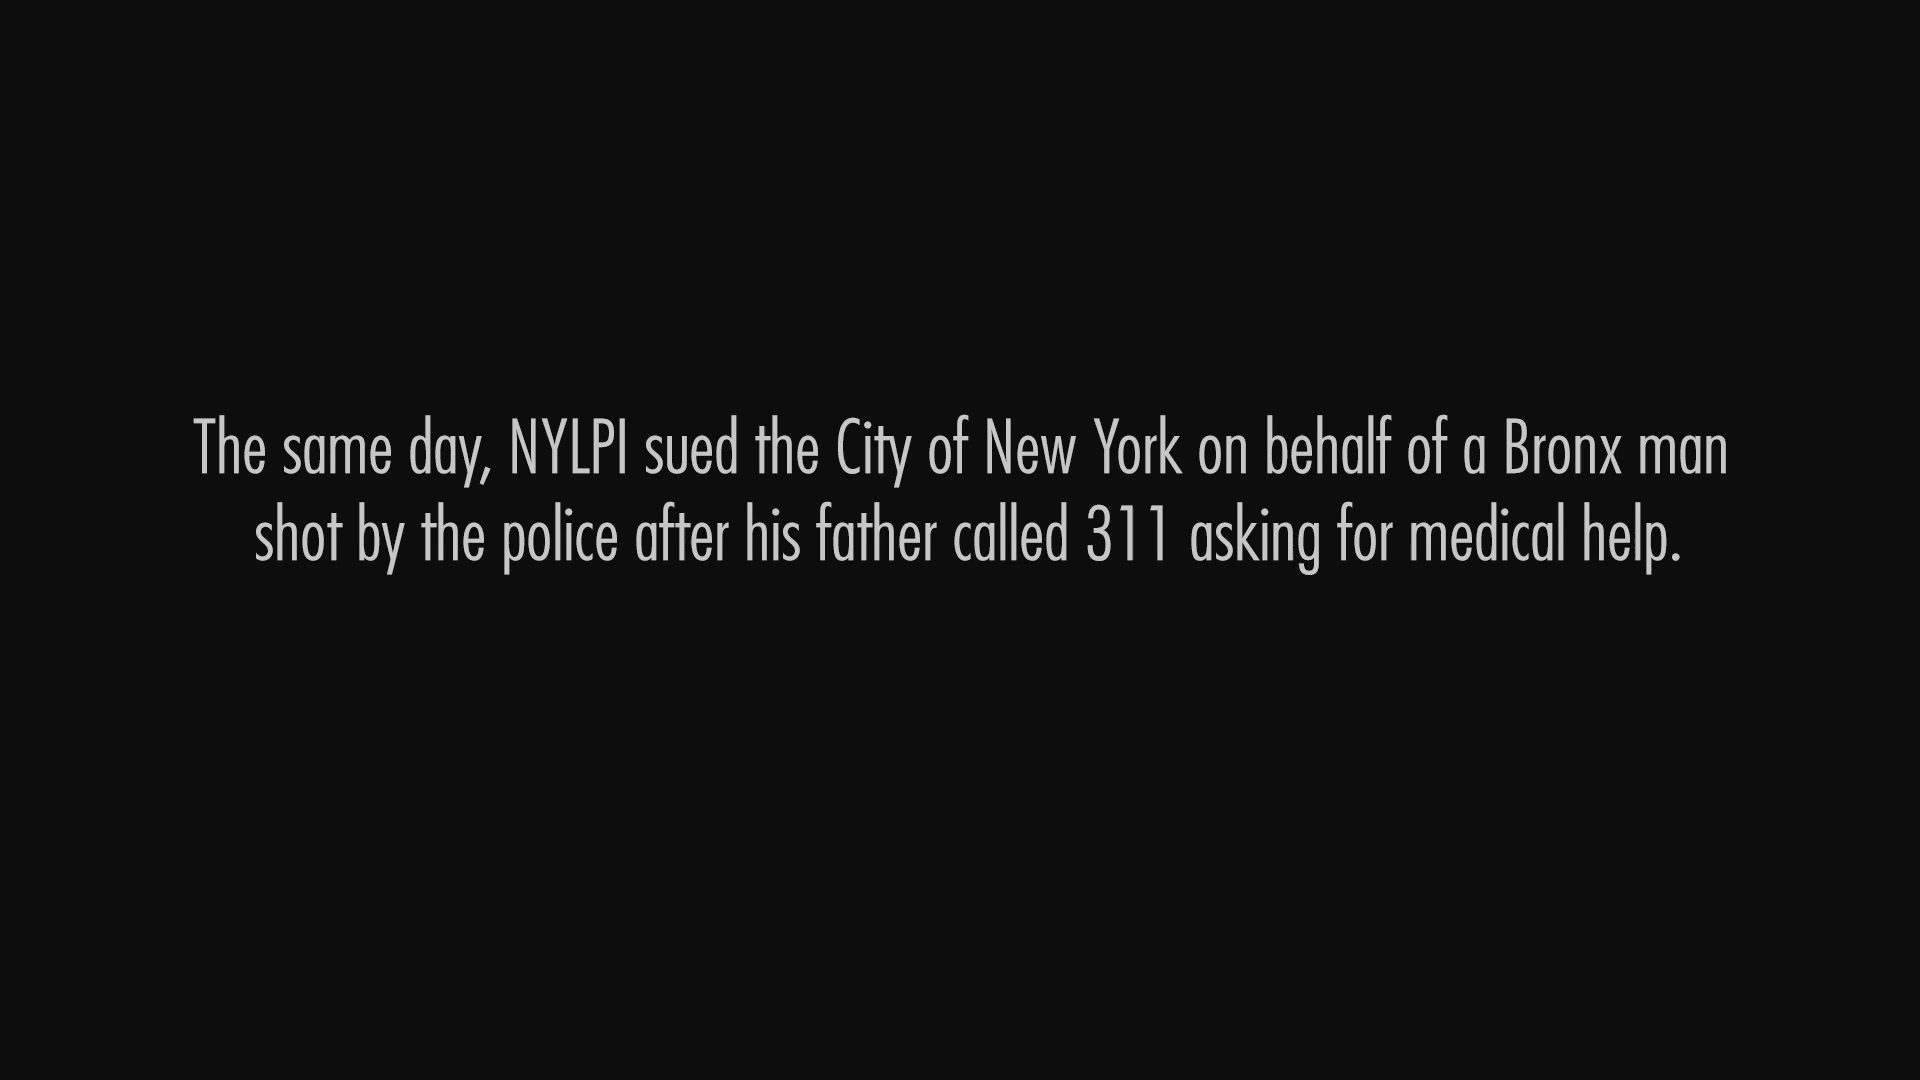 The same day, NYLPI sued the City of New York on behalf of a Bronx man
shot by the police after his father called 311 asking for medical help.